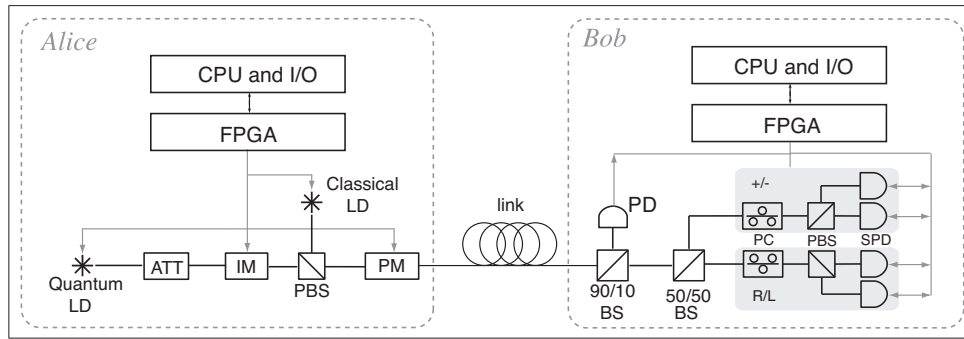 Alice
CPU and I/O
FPGA
Classical
LD
Quantum
LD
ATT
IM
PBS
PM
link
Bob
CPU and I/O
FPGA
PD
90/10
BS
50/50
BS
+/-
PC
PBS
SPD
R/L